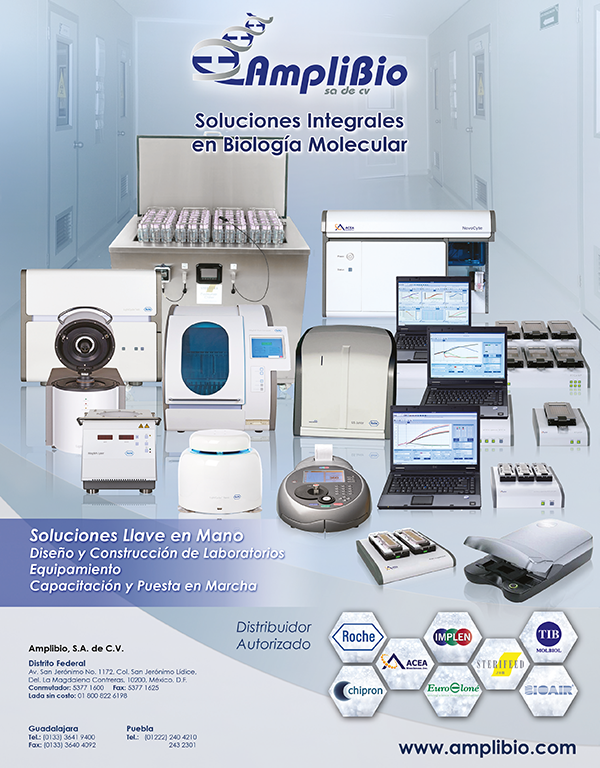 AmpliBio
sa de cv
Soluciones Integrales
en Biología Molecular
ACEA
NovoCyte
Soluciones Llave en Mano
Diseño y Construcción de Laboratorios
Equipamiento
Capacitación y Puesta en Marcha
Distribuidor
Autorizado
Roche
IMPLEN
TIB
MOLBIOL
ACEA
STERIFEED
chipron
EuroClone
BIOAIR
Amplibio, S.A. de C.V.
Distrito Federal
Av. San Jerónimo No. 1172, Col. San Jerónimo Lídice,
Del. La Magdalena Contreras, 10200, México, D.F.
Conmutador: 5377 1600 Fax: 5377 1625
Lada sin costo: 01 800 822 6198
Guadalajara
Tel.: (0133) 3641 9400
Fax: (0133) 3640 4092
Puebla
Tel.: (01222) 240 4210
243 2301
www.amplibio.com